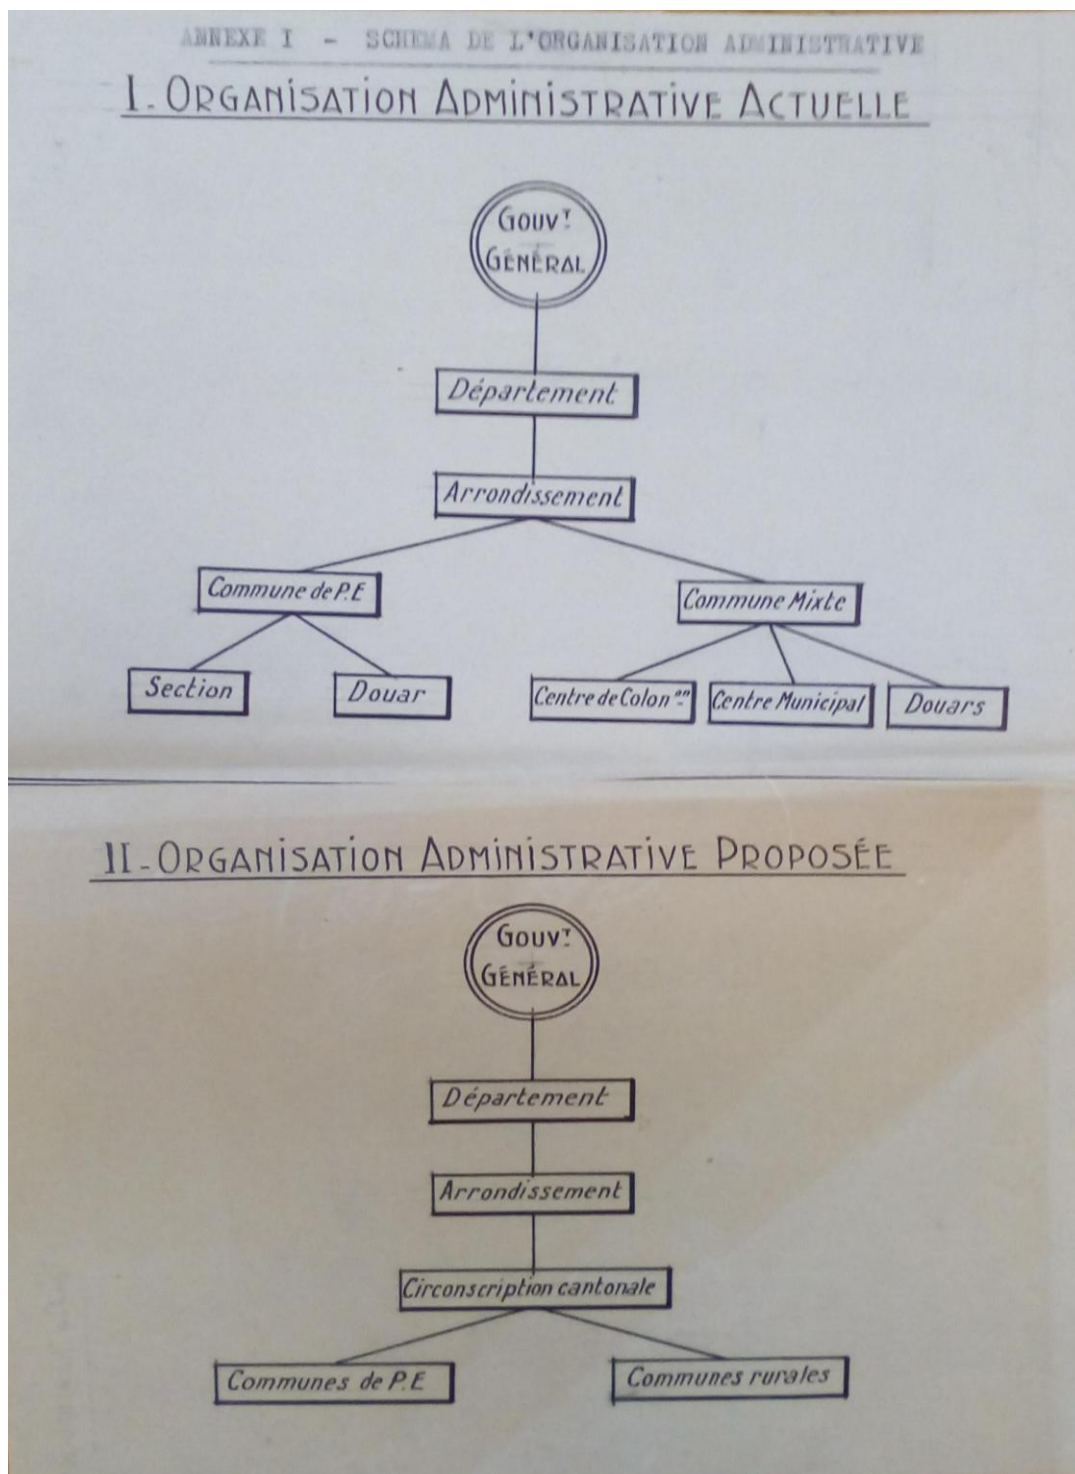 ANNEXE I - SCHEMA DE L'ORGANISATION ADMINISTRATIVE
I. ORGANISATION ADMINISTRATIVE ACTUELLE
GOUVT
GÉNÉRAL
Département
Arrondissement
Commune de P.E
Commune Mixte
Section
Douar
Centre de Colonon
Centre Municipal
Douars
II - ORGANISATION ADMINISTRATIVE PROPOSÉE
GOUVT
GÉNÉRAL
Département
Arrondissement
Circonscription cantonale
Communes de P.E
Communes rurales